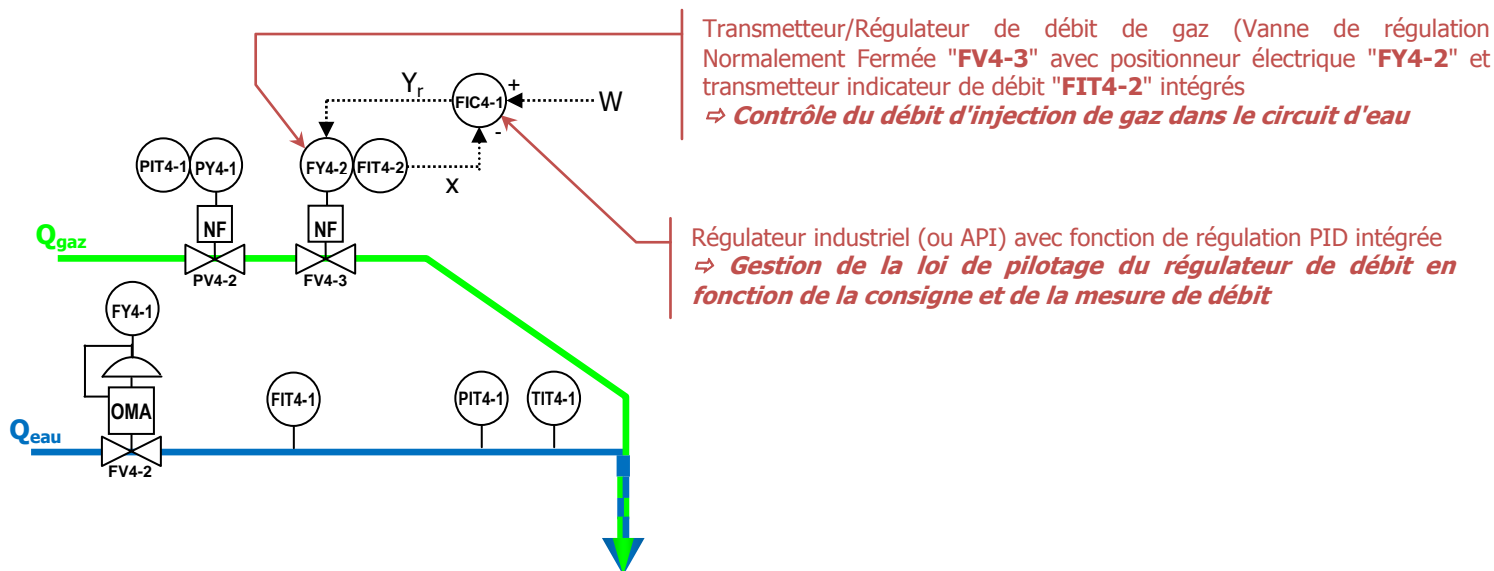 Transmetteur/Régulateur de débit de gaz (Vanne de régulation
Normalement Fermée "FV4-3" avec positionneur électrique "FY4-2" et
transmetteur indicateur de débit "FIT4-2" intégrés
⇨ Contrôle du débit d'injection de gaz dans le circuit d'eau
Yr
FIC4-1
+
W
-
PIT4-1
PY4-1
FY4-2
FIT4-2
x
NF
NF
Qgaz
PV4-2
FV4-3
Régulateur industriel (ou API) avec fonction de régulation PID intégrée
⇨ Gestion de la loi de pilotage du régulateur de débit en
fonction de la consigne et de la mesure de débit
FY4-1
OMA
FIT4-1
PIT4-1
TIT4-1
Qeau
FV4-2